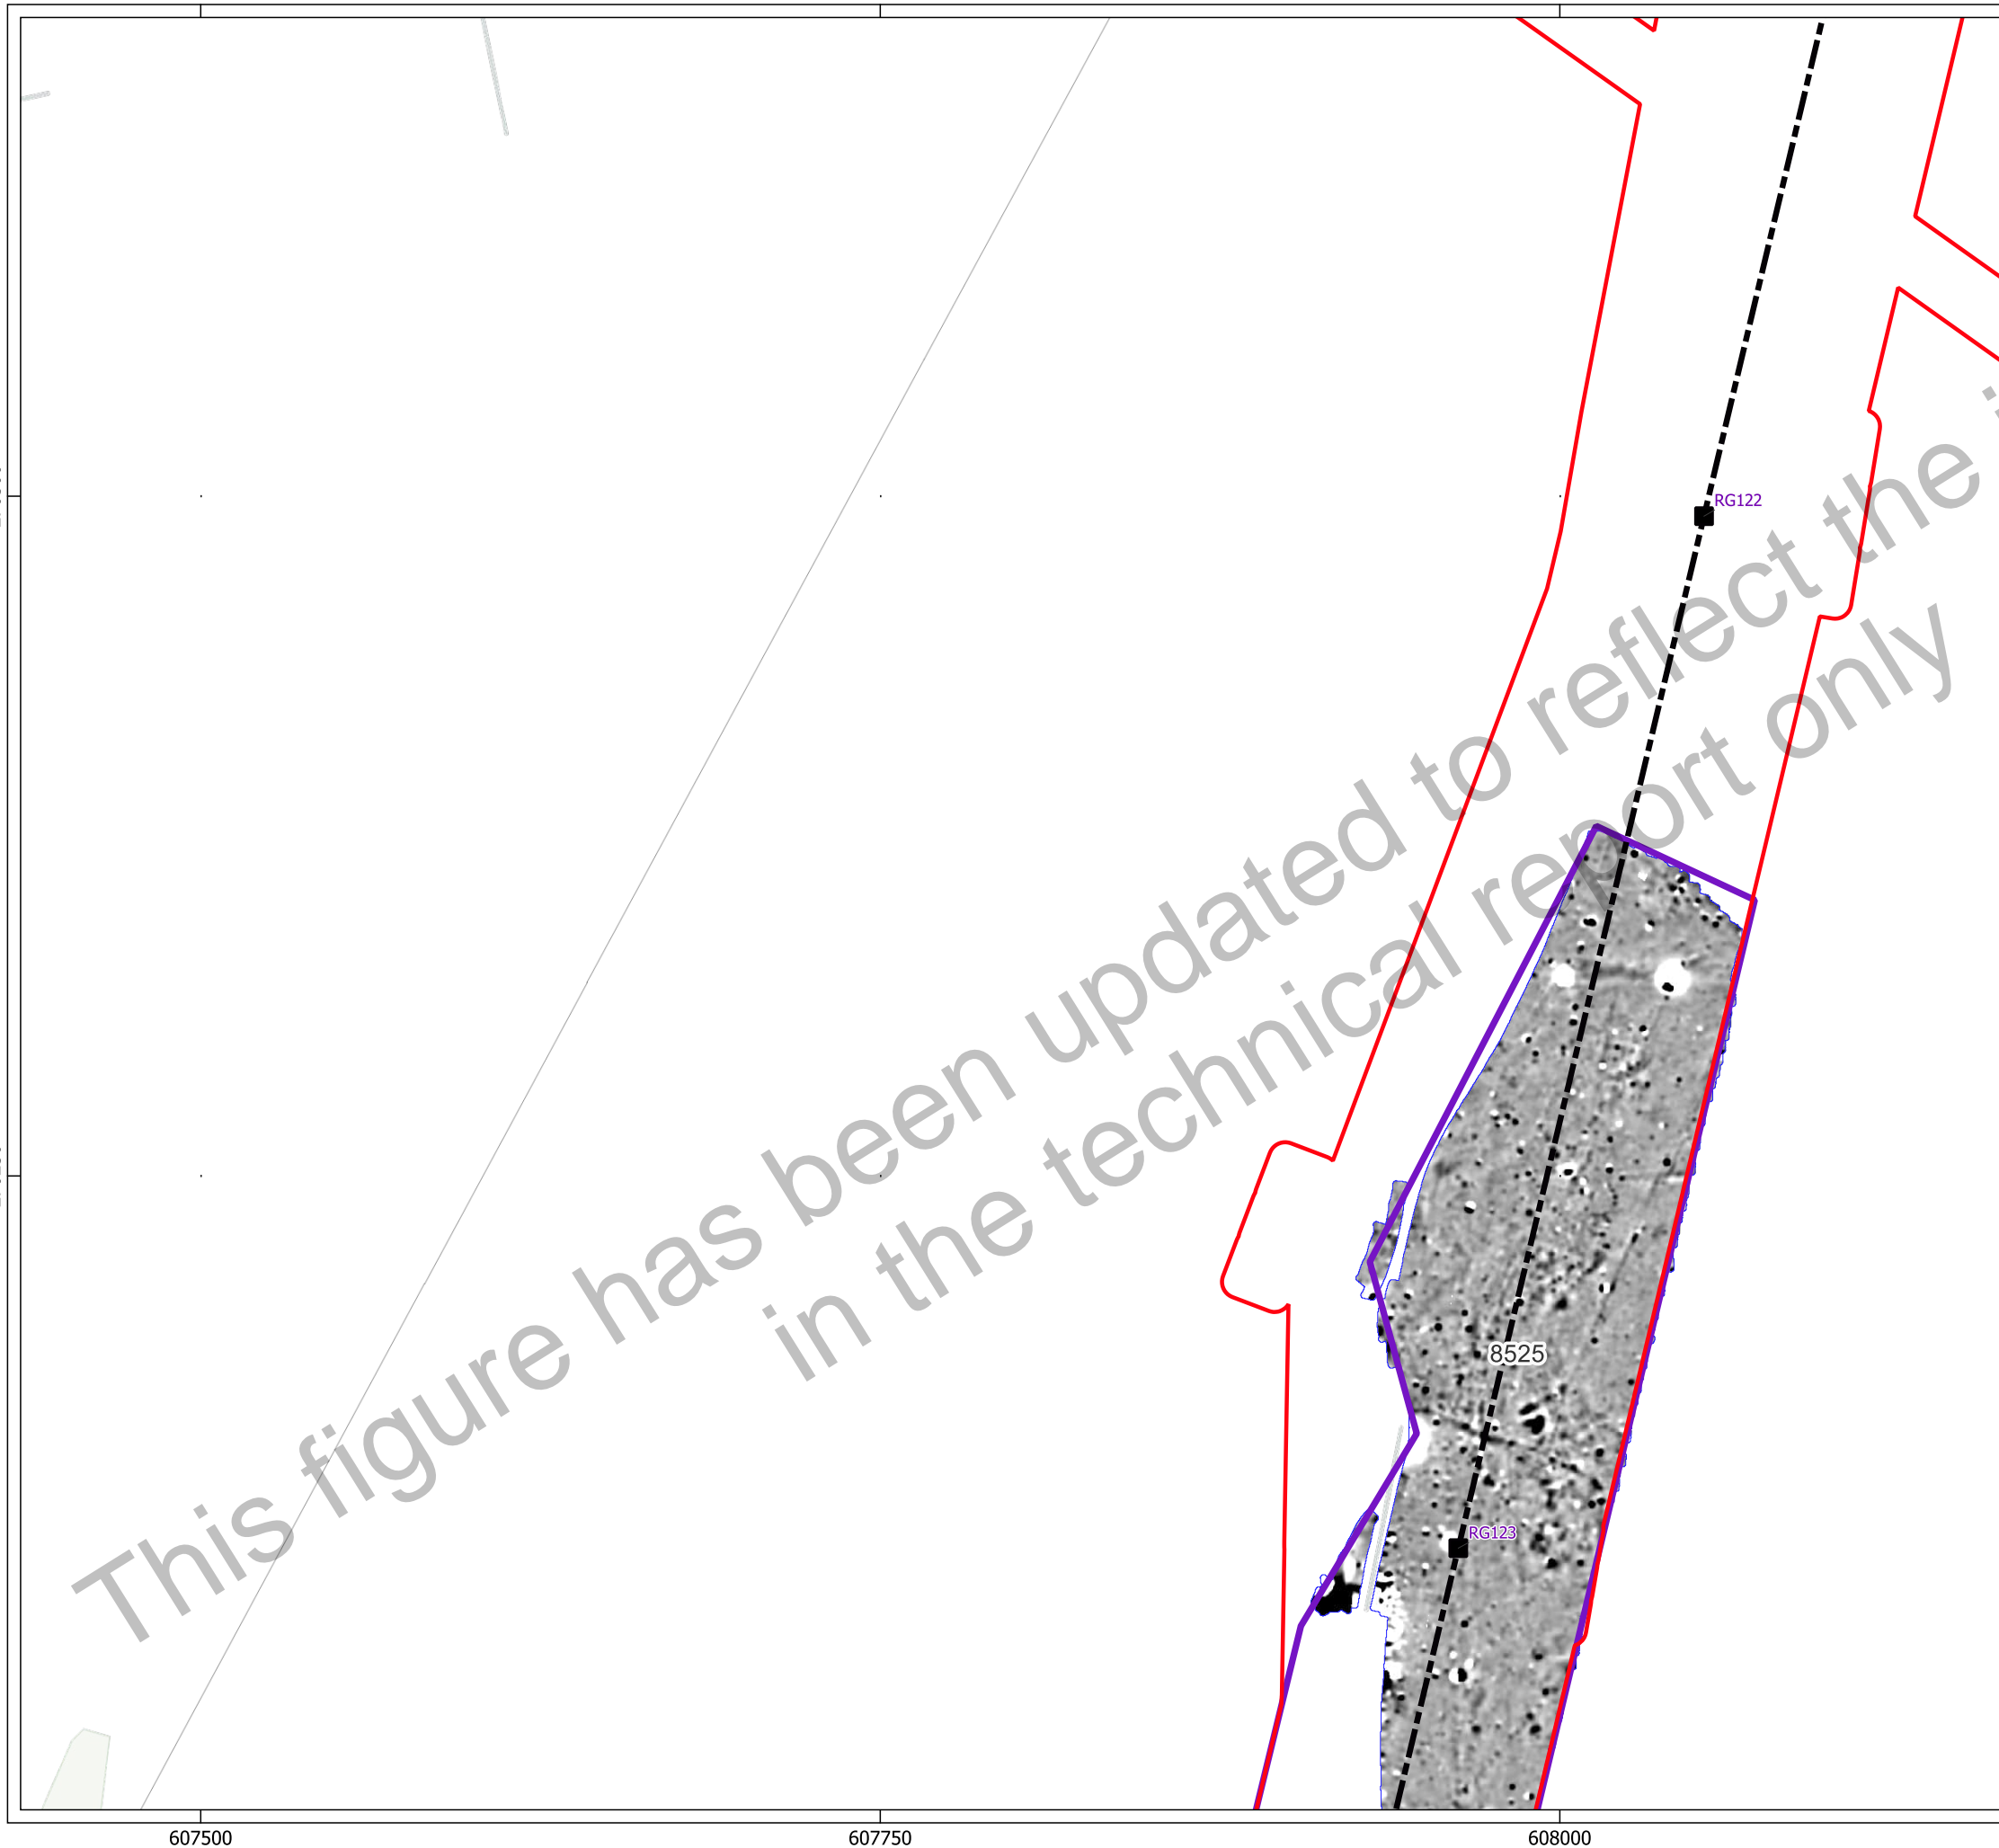 RG122
This figure has been updated to reflect the
in the technical report only
8525
RG123
607500 607750 608000